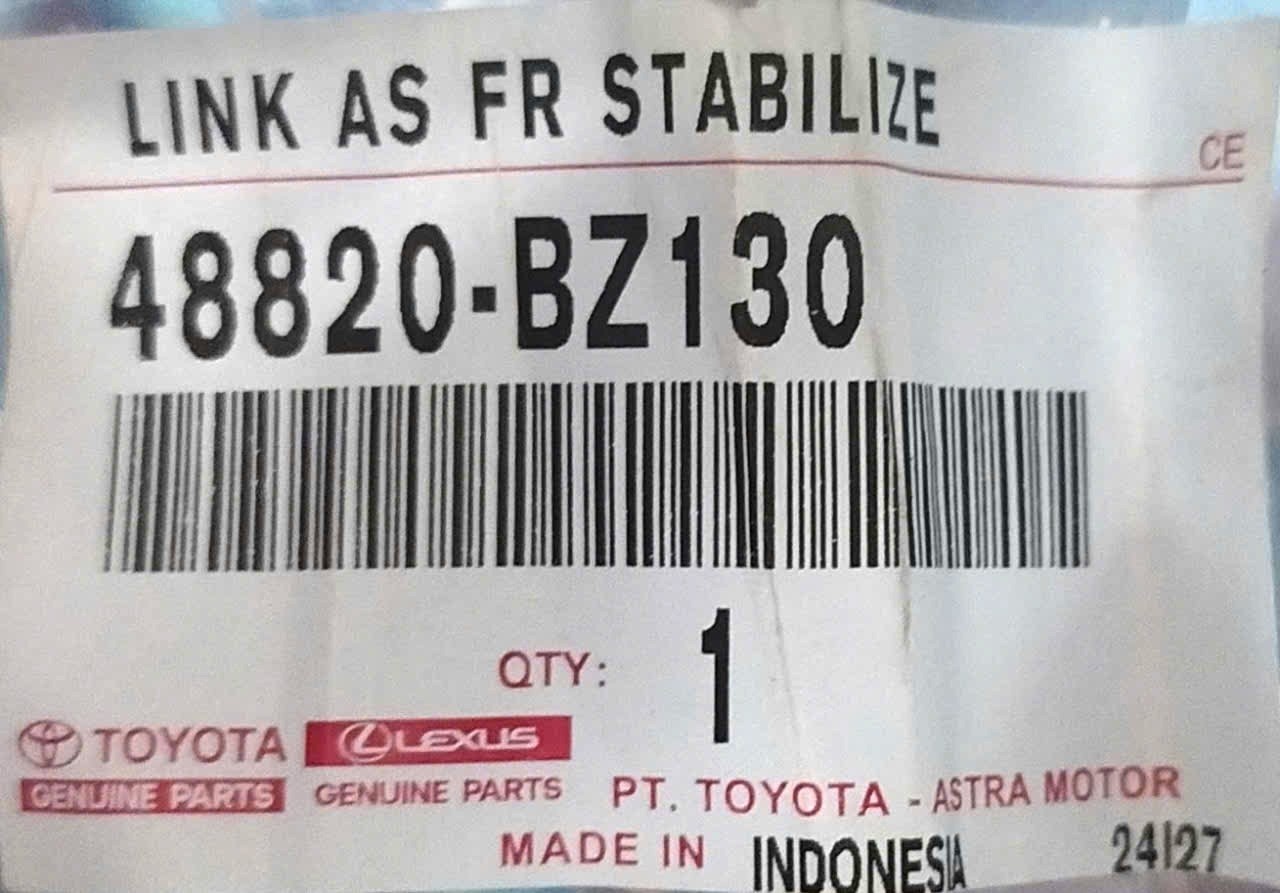 LINK AS FR STABILIZE
CE
48820-BZ130
QTY: 1
TOYOTA LEXUS
GENUINE PARTS GENUINE PARTS PT. TOYOTA - ASTRA MOTOR
MADE IN INDONESIA 24127